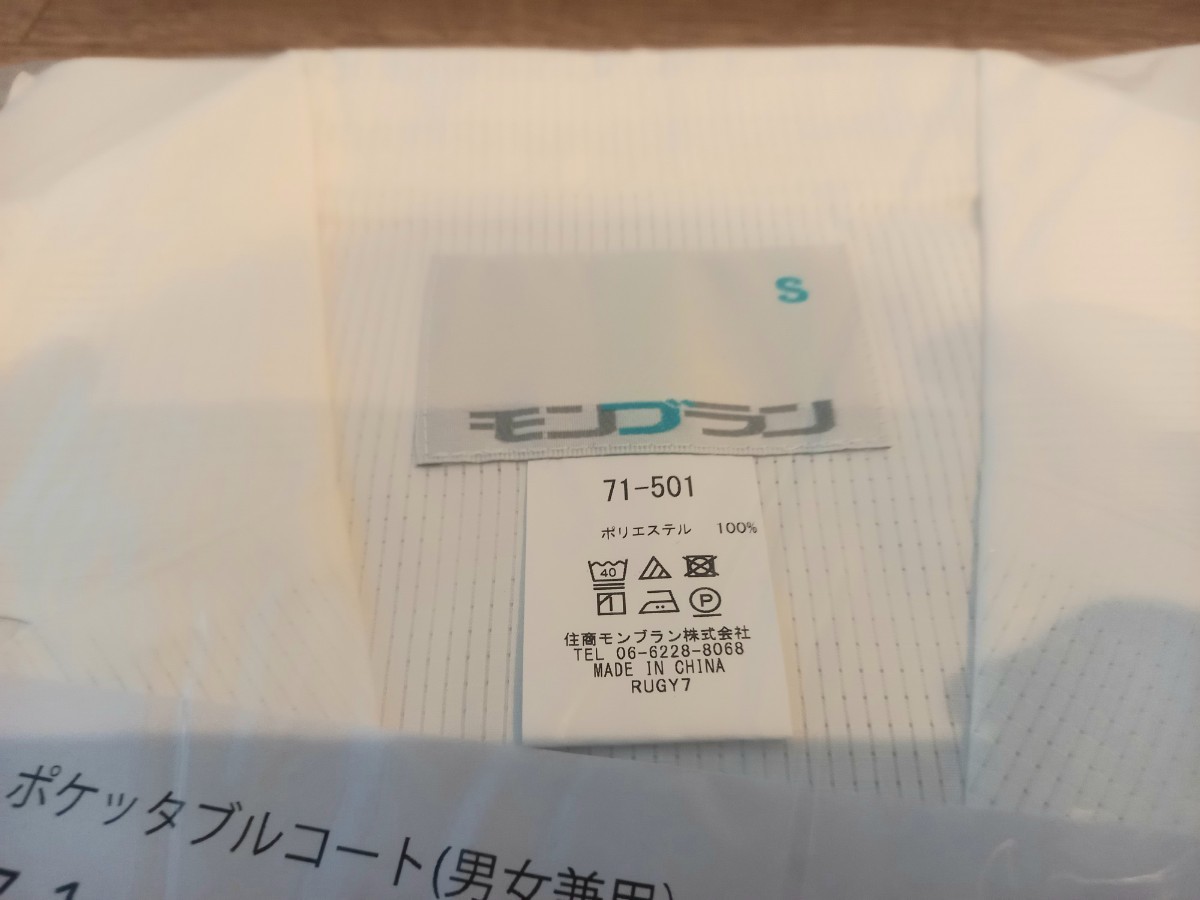 S
モンブラン
71-501
ポリエステル 100%
40
P
住商モンブラン株式会社
TEL 06-6228-8068
MADE IN CHINA
RUGY7
ポケッタブルコート(男女兼用)